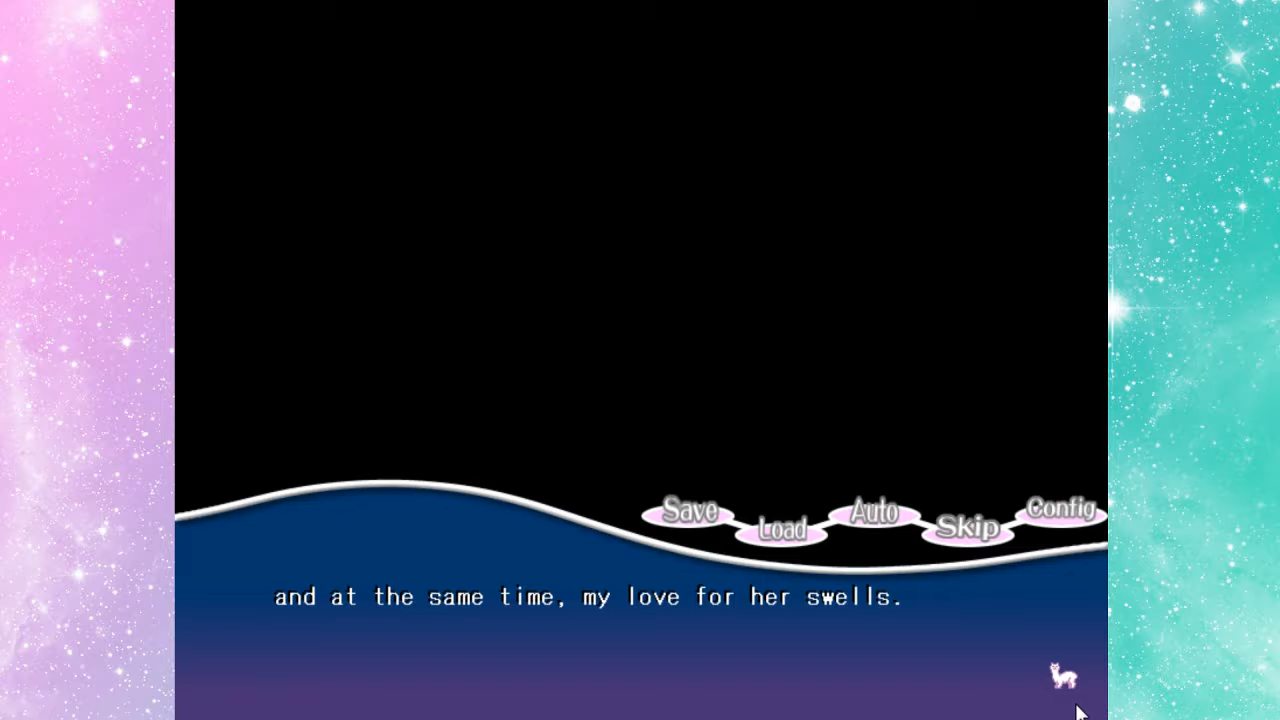 Save
Load
Auto
Skip
Config
and at the same time, my love for her swells.